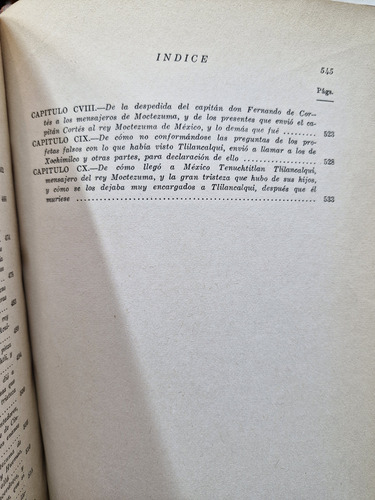 INDICE
545
Págs.
CAPITULO CVIII.—De la despedida del capitán don Fernando de Cor-
tés a los mensajeros de Moctezuma, y de los presentes que envió el ca-
pitán Cortés al rey Moctezuma de México, y lo demás que fué ......... 523
CAPITULO CIX.—De cómo no conformándose las preguntas de los pro-
fetas falsos con lo que había visto Tlilancalqui, envió a llamar a los de
Xochimilco y otras partes, para declaración de ello ................ 528
CAPITULO CX.—De cómo llegó a México Tenuchtitlan Tlilancalqui,
mensajero del rey Moctezuma, y la gran tristeza que hubo de sus hijos,
y cómo se los dejaba muy encargados a Tlilancalqui, después que él
muriese ................ 533